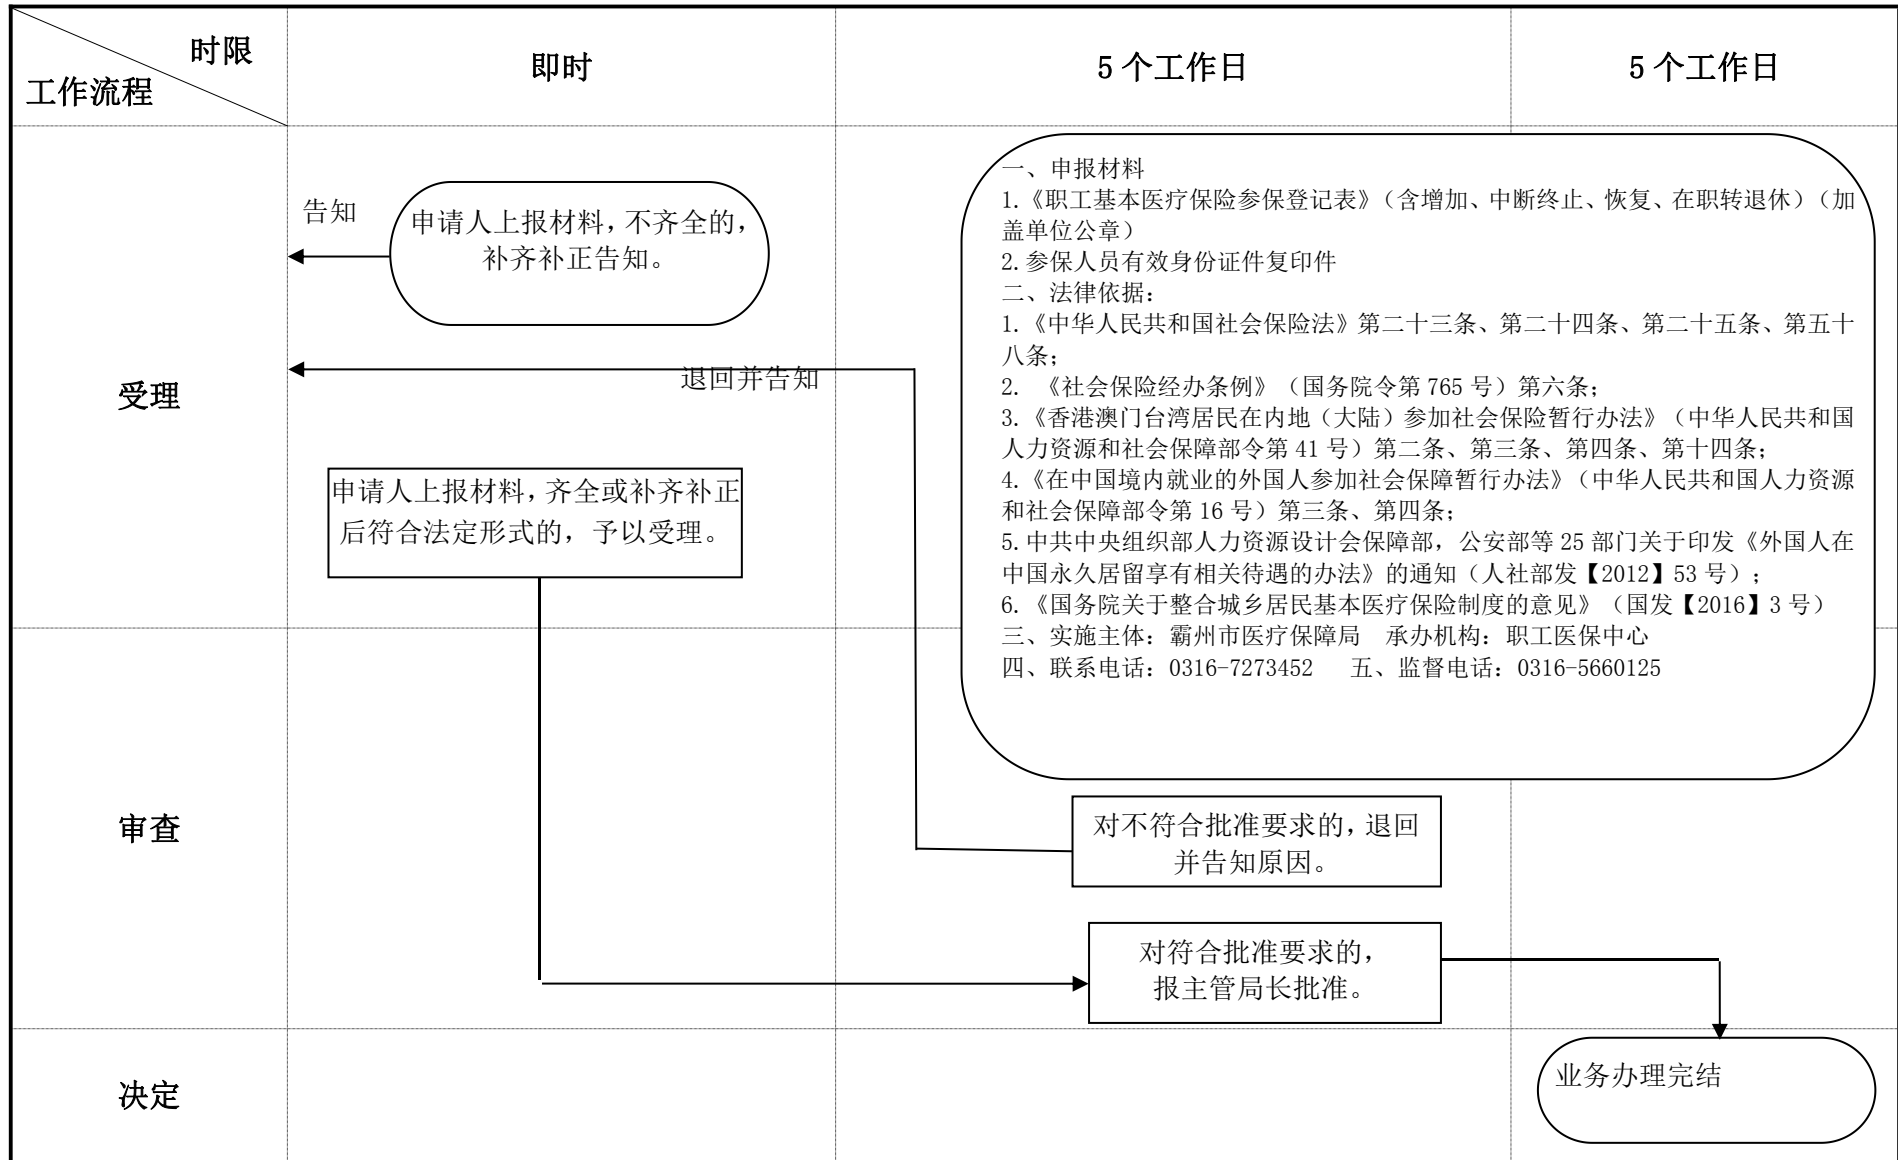 时限
工作流程
即时
5 个工作日
5 个工作日
受理
告知
申请人上报材料，不齐全的，
补齐补正告知。
退回并告知
申请人上报材料，齐全或补齐补正
后符合法定形式的，予以受理。
一、申报材料
1.《职工基本医疗保险参保登记表》（含增加、中断终止、恢复、在职转退休）（加
盖单位公章）
2.参保人员有效身份证件复印件
二、法律依据：
1.《中华人民共和国社会保险法》第二十三条、第二十四条、第二十五条、第五十
八条；
2. 《社会保险经办条例》（国务院令第 765 号）第六条；
3.《香港澳门台湾居民在内地（大陆）参加社会保险暂行办法》（中华人民共和国
人力资源和社会保障部令第 41 号）第二条、第三条、第四条、第十四条；
4.《在中国境内就业的外国人参加社会保障暂行办法》（中华人民共和国人力资源
和社会保障部令第 16 号）第三条、第四条；
5.中共中央组织部人力资源设计会保障部，公安部等 25 部门关于印发《外国人在
中国永久居留享有相关待遇的办法》的通知（人社部发【2012】53 号）；
6.《国务院关于整合城乡居民基本医疗保险制度的意见》（国发【2016】3 号）
三、实施主体：霸州市医疗保障局 承办机构：职工医保中心
四、联系电话：0316-7273452 五、监督电话：0316-5660125
审查
对不符合批准要求的，退回
并告知原因。
对符合批准要求的，
报主管局长批准。
决定
业务办理完结